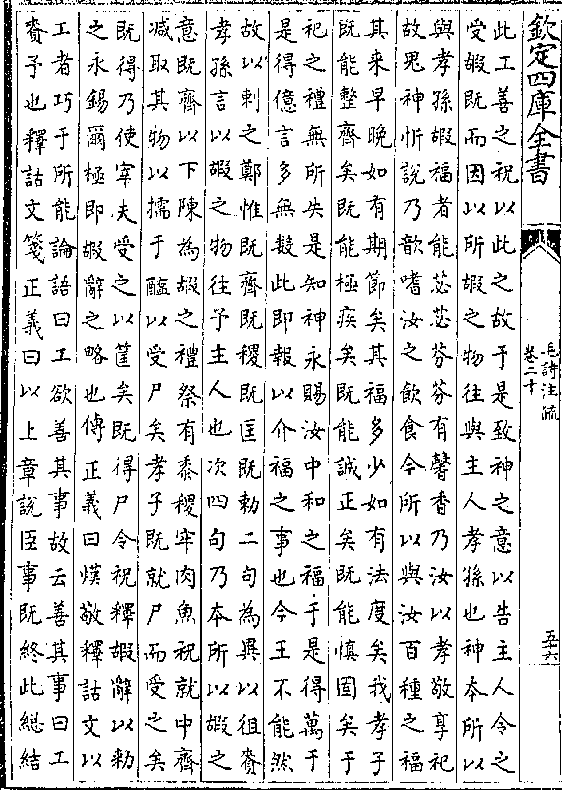 欽定四庫全書
毛詩注疏
卷二十
五十六
此工善之祝以此之故于是致神之意以告主人令之
受嘏既而因以所嘏之物往與主人孝孫也神本所以
與孝孫嘏福者能苾苾芬芬有馨香乃汝以孝敬享祀
故鬼神忻說乃歆嗜汝之飲食今所以與汝百種之福
其來早晚如有期節矣其福多少如有法度矣我孝子
既能整齊矣既能極疾矣既能誠正矣既能慎固矣于
祀之禮無所失是知神永賜汝中和之福于是得萬于
是得億言多無數此即報以介福之事也今王不能然
故以刺之鄭惟既齊既稷既匡既勅二句為異以徂賚
孝孫言以嘏之物往予主人也次四句乃本所以嘏之
意既齊以下陳為嘏之禮祭有黍稷牢肉魚祝就中齊
減取其物以擩于醢以受尸矣孝子既就尸而受之矣
既得乃使宰夫受之以筐矣既得尸令祝釋嘏辭以勅
之永錫爾極即嘏辭之略也傳正義曰熯敬釋詁文以
工者巧于所能論語曰工欲善其事故云善其事曰工
賚予也釋詁文箋正義曰以上章說臣事既終此總結